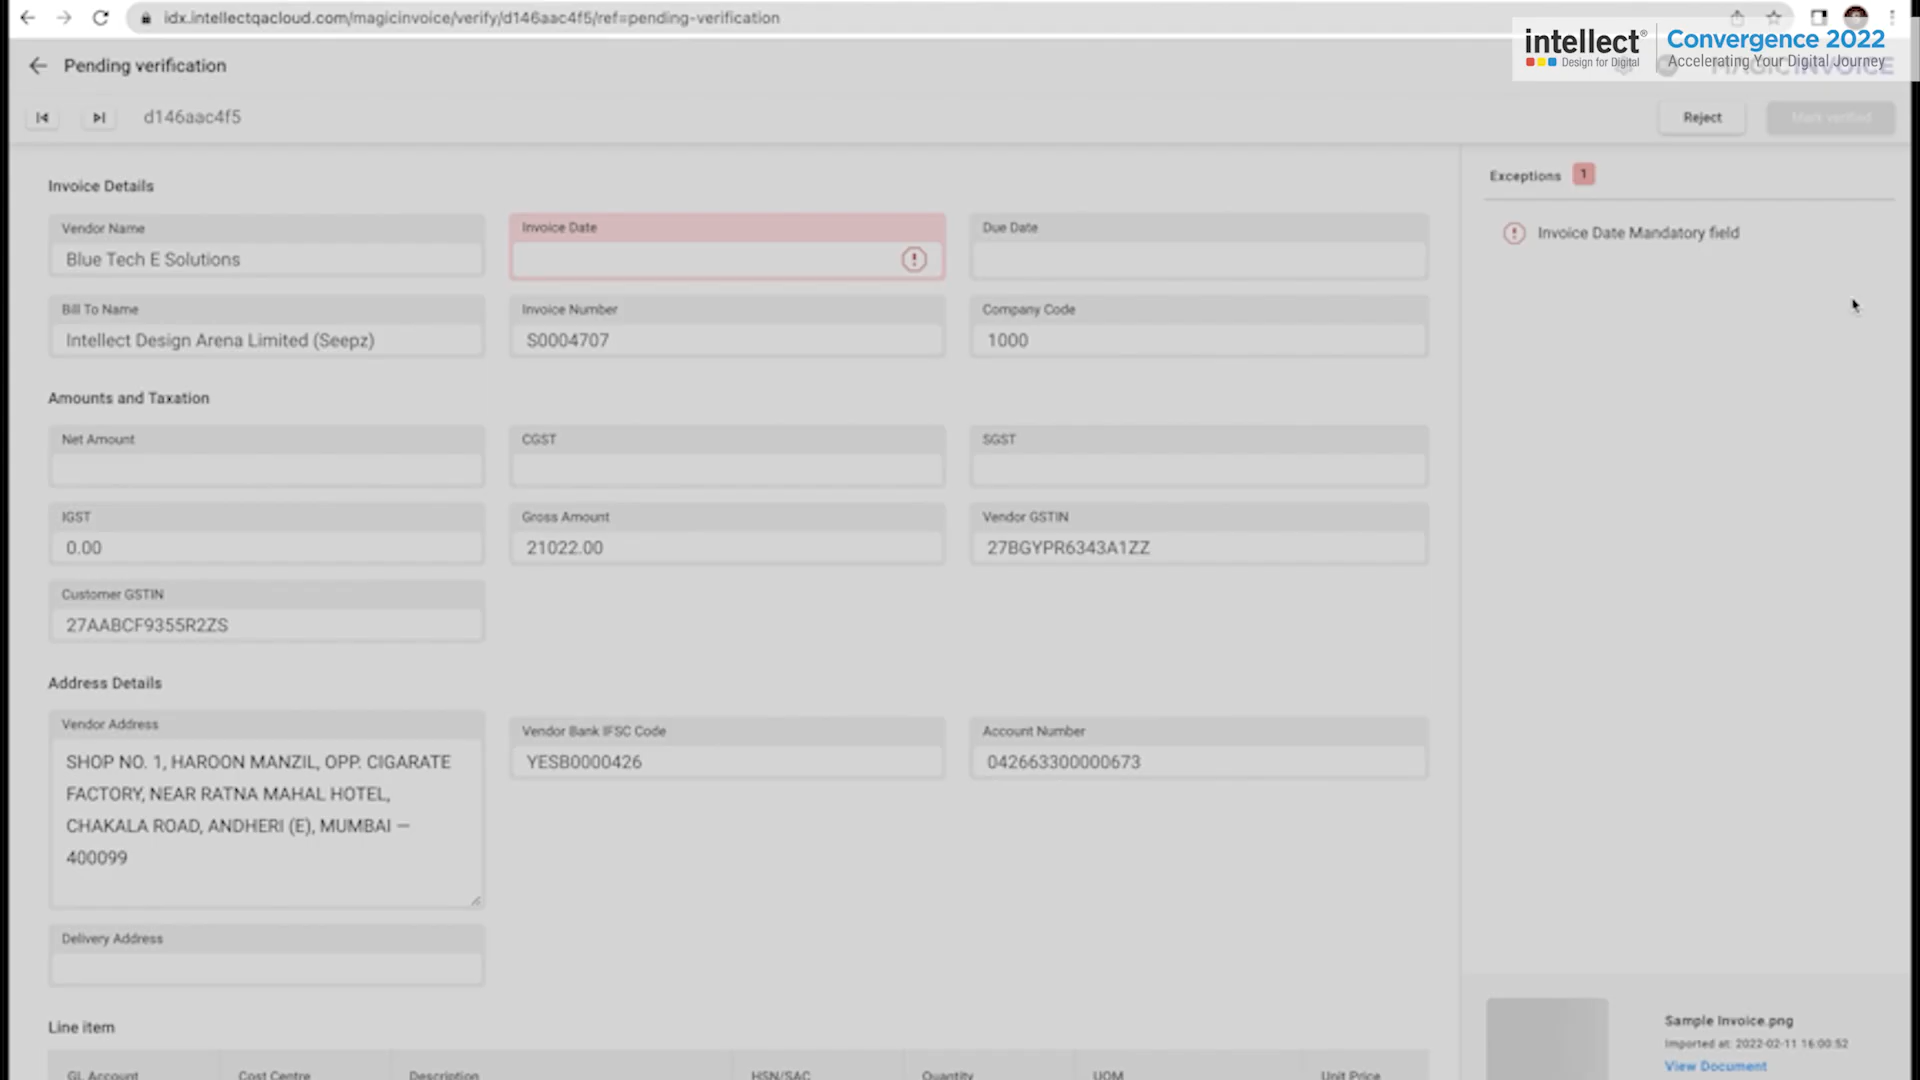 idx.intellectqacloud.com/magicinvoice/verify/d146aac4f5/ref=pending-verification
intellect® Design for Digital
Convergence 2022
Accelerating Your Digital Journey
Pending verification
MAGIC INVOICE
d146aac4f5
Reject
Mark verified
Invoice Details
Exceptions 1
Vendor Name
Blue Tech E Solutions
Invoice Date
Due Date
Invoice Date Mandatory field
Bill To Name
Intellect Design Arena Limited (Seepz)
Invoice Number
S0004707
Company Code
1000
Amounts and Taxation
Net Amount
CGST
SGST
IGST
0.00
Gross Amount
21022.00
Vendor GSTIN
27BGYPR6343A1ZZ
Customer GSTIN
27AABCF9355R2ZS
Address Details
Vendor Address
SHOP NO. 1, HAROON MANZIL, OPP. CIGARATE
FACTORY, NEAR RATNA MAHAL HOTEL,
CHAKALA ROAD, ANDHERI (E), MUMBAI —
400099
Vendor Bank IFSC Code
YESB0000426
Account Number
042663300000673
Delivery Address
Line item
GL Account Cost Centre Description HSN/SAC Quantity UOM Unit Price
Sample Invoice.png
Imported at: 2022-02-11 16:00:52
View Document